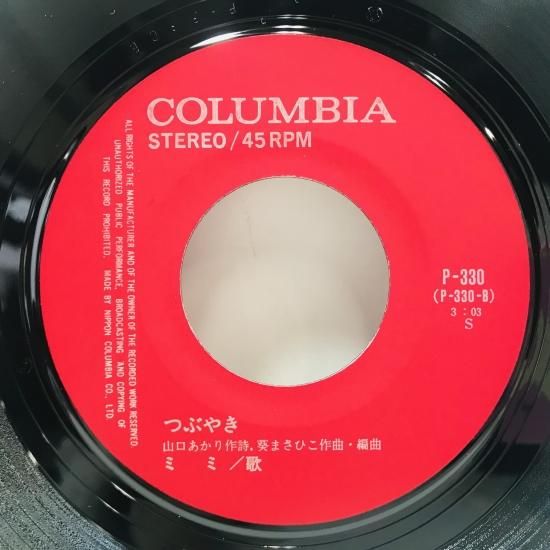 COLUMBIA
STEREO / 45 RPM
ALL RIGHTS OF THE MANUFACTURER AND OF THE OWNER OF THE RECORDED WORK RESERVED
UNAUTHORIZED PUBLIC PERFORMANCE, BROADCASTING AND COPYING OF
THIS RECORD PROHIBITED. MADE BY NIPPON COLUMBIA CO., LTD.
P-330
(P-330-B)
3:03
S
つぶやき
山口あかり作詩, 葵まさひこ作曲・編曲
ミミ/歌